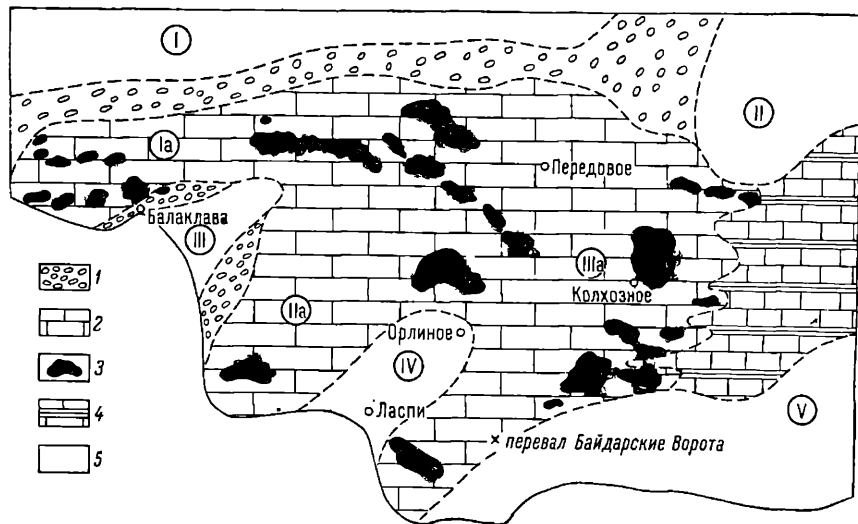 I
II
Ia
Передовое
Балаклава
III
IIIa
1
Колхозное
2
IIa
Орлиное
3
IV
V
4
Ласпи
5
x перевал Байдарские Ворота